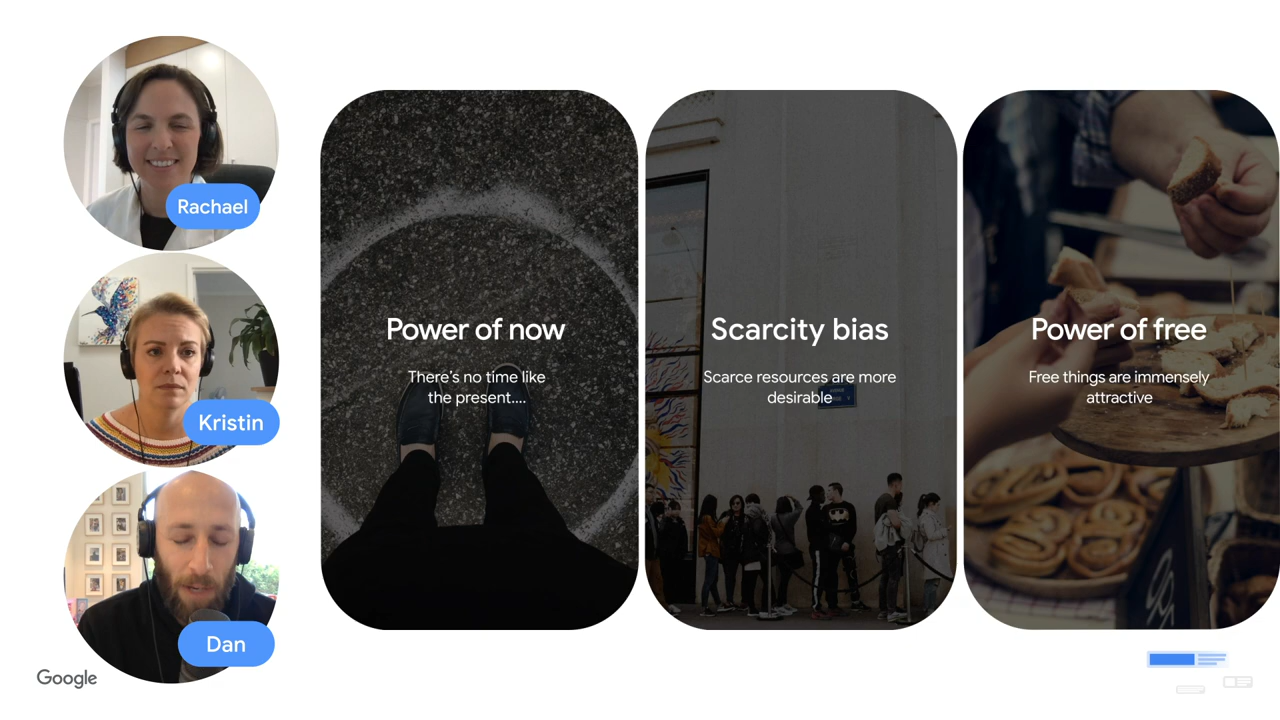 Rachael
Kristin
Dan
Google
Power of now
There's no time like
the present....
Scarcity bias
Scarce resources are more
desirable
Power of free
Free things are immensely
attractive